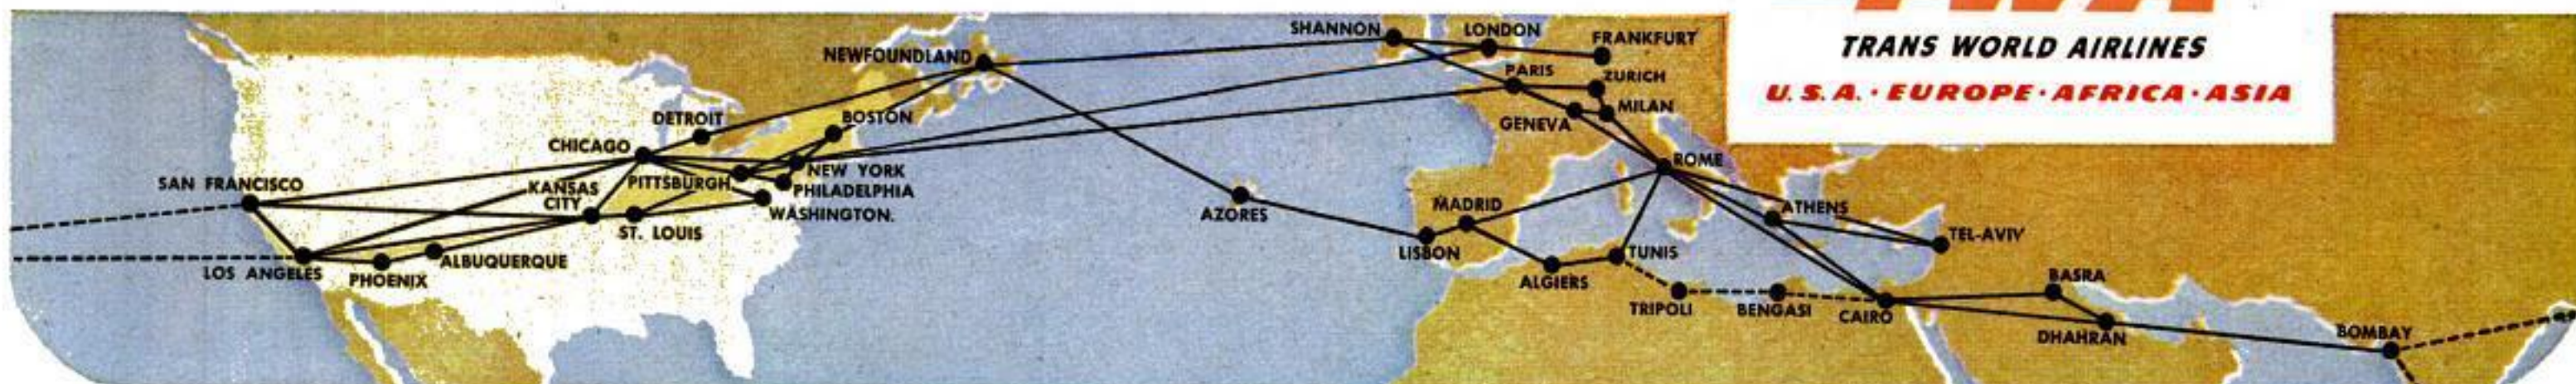 TWA
TRANS WORLD AIRLINES
U.S.A. · EUROPE · AFRICA · ASIA
SHANNON
LONDON
FRANKFURT
NEWFOUNDLAND
PARIS
ZURICH
DETROIT
BOSTON
MILAN
GENEVA
CHICAGO
NEW YORK
ROME
SAN FRANCISCO
KANSAS
CITY
PITTSBURGH
PHILADELPHIA
WASHINGTON.
AZORES
MADRID
ATHENS
ST. LOUIS
TEL-AVIV
LISBON
TUNIS
LOS ANGELES
PHOENIX
ALBUQUERQUE
ALGIERS
BASRA
TRIPOLI
BENGASI
CAIRO
DHAHRAN
BOMBAY